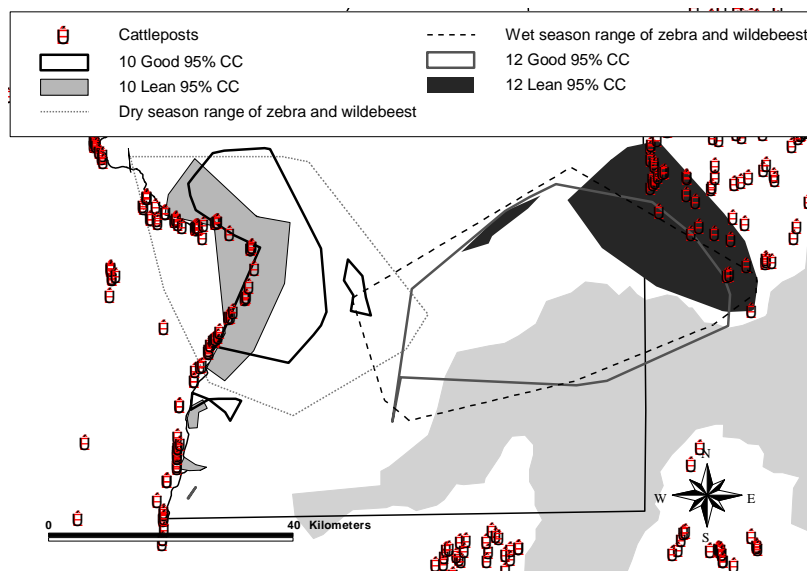 Cattleposts
Wet season range of zebra and wildebeest
10 Good 95% CC
12 Good 95% CC
10 Lean 95% CC
12 Lean 95% CC
Dry season range of zebra and wildebeest
N
W E
S
0 40 Kilometers